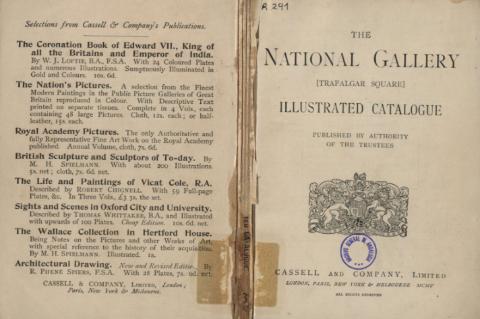 Selections from Cassell & Company's Publications.
The Coronation Book of Edward VII., King of
all the Britains and Emperor of India.
By W. J. LOFTIE, B.A., F.S.A. With 24 Coloured Plates
and numerous Illustrations. Sumptuously Illuminated in
Gold and Colours. 10s. 6d.
The Nation's Pictures. A selection from the Finest
Modern Paintings in the Public Picture Galleries of Great
Britain reproduced in Colour. With Descriptive Text
printed on separate tissues. Complete in 4 Vols., each
containing 48 large Pictures. Cloth, 12s. each; or half-
leather, 15s. each.
Royal Academy Pictures. The only Authoritative and
fully Representative Fine Art Work on the Royal Academy
published. Annual Volume, cloth, 7s. 6d.
British Sculpture and Sculptors of To-day. By
M. H. SPIELMANN. With about 200 Illustrations.
5s. net; cloth, 7s. 6d. net.
The Life and Paintings of Vicat Cole, R.A.
Described by ROBERT CHIGNELL. With 59 Full-page
Plates, &c. In Three Vols., £3 3s. the set.
Sights and Scenes in Oxford City and University.
Described by THOMAS WHITTAKER, B.A., and Illustrated
with upwards of 100 Plates. Cheap Edition. 10s. 6d. net.
The Wallace Collection in Hertford House.
Being Notes on the Pictures and other Works of Art,
with special reference to the history of their acquisition.
By M. H. SPIELMANN. Illustrated. 1s.
Architectural Drawing. New and Revised Edition. By
R. PHENÉ SPIERS, F.S.A. With 28 Plates, 7s. 6d. net.
CASSELL & COMPANY, LIMITED, London;
Paris, New York & Melbourne.
R 291
THE
NATIONAL GALLERY
[TRAFALGAR SQUARE]
ILLUSTRATED CATALOGUE
PUBLISHED BY AUTHORITY
OF THE TRUSTEES
CASSELL AND COMPANY, LIMITED
LONDON, PARIS, NEW YORK & MELBOURNE. MCMV
ALL RIGHTS RESERVED